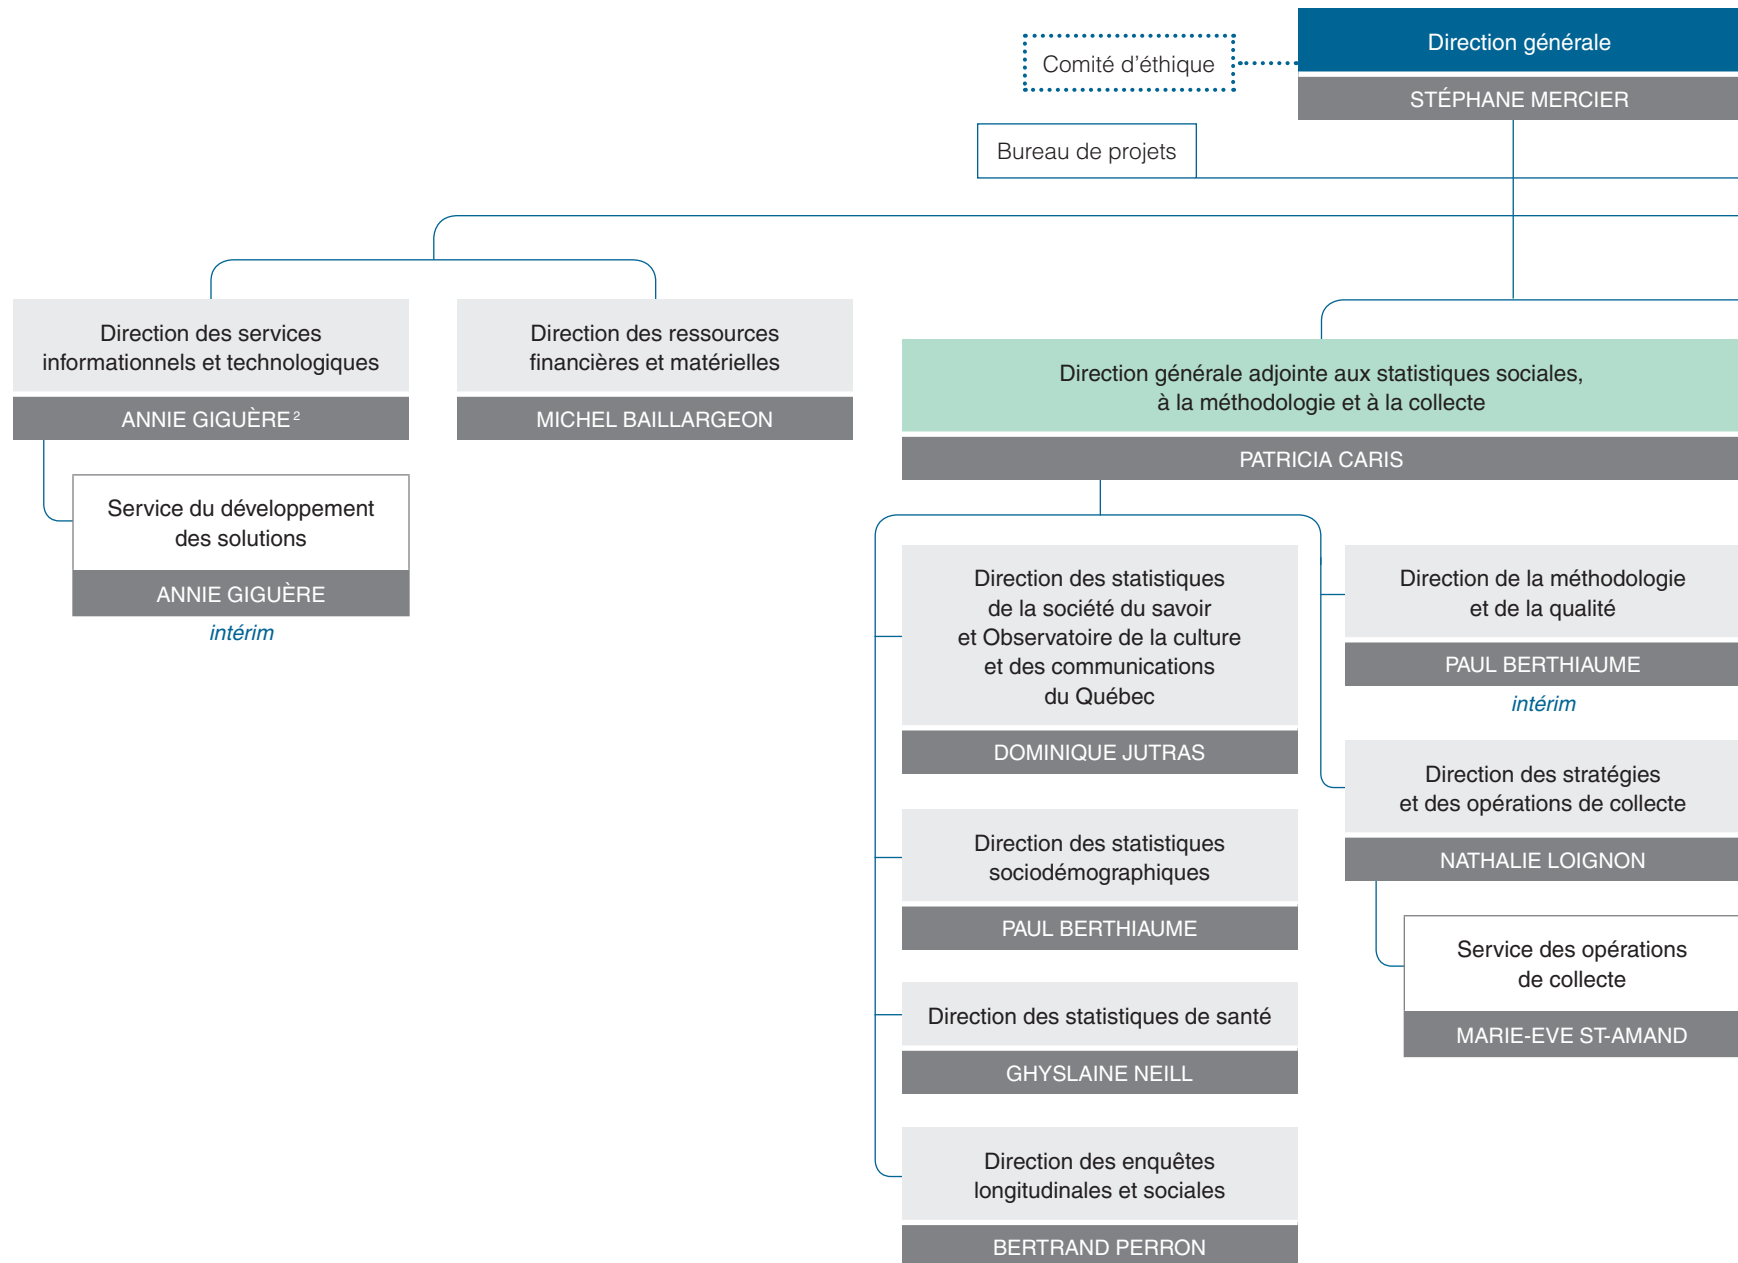 Direction générale
STÉPHANE MERCIER
Comité d'éthique
Bureau de projets
Direction des services
informationnels et technologiques
ANNIE GIGUÈRE²
Service du développement
des solutions
ANNIE GIGUÈRE
intérim
Direction des ressources
financières et matérielles
MICHEL BAILLARGEON
Direction générale adjointe aux statistiques sociales,
à la méthodologie et à la collecte
PATRICIA CARIS
Direction des statistiques
de la société du savoir
et Observatoire de la culture
et des communications
du Québec
DOMINIQUE JUTRAS
Direction des statistiques
sociodémographiques
PAUL BERTHIAUME
Direction des statistiques de santé
GHYSLAINE NEILL
Direction des enquêtes
longitudinales et sociales
BERTRAND PERRON
Direction de la méthodologie
et de la qualité
PAUL BERTHIAUME
intérim
Direction des stratégies
et des opérations de collecte
NATHALIE LOIGNON
Service des opérations
de collecte
MARIE-EVE ST-AMAND